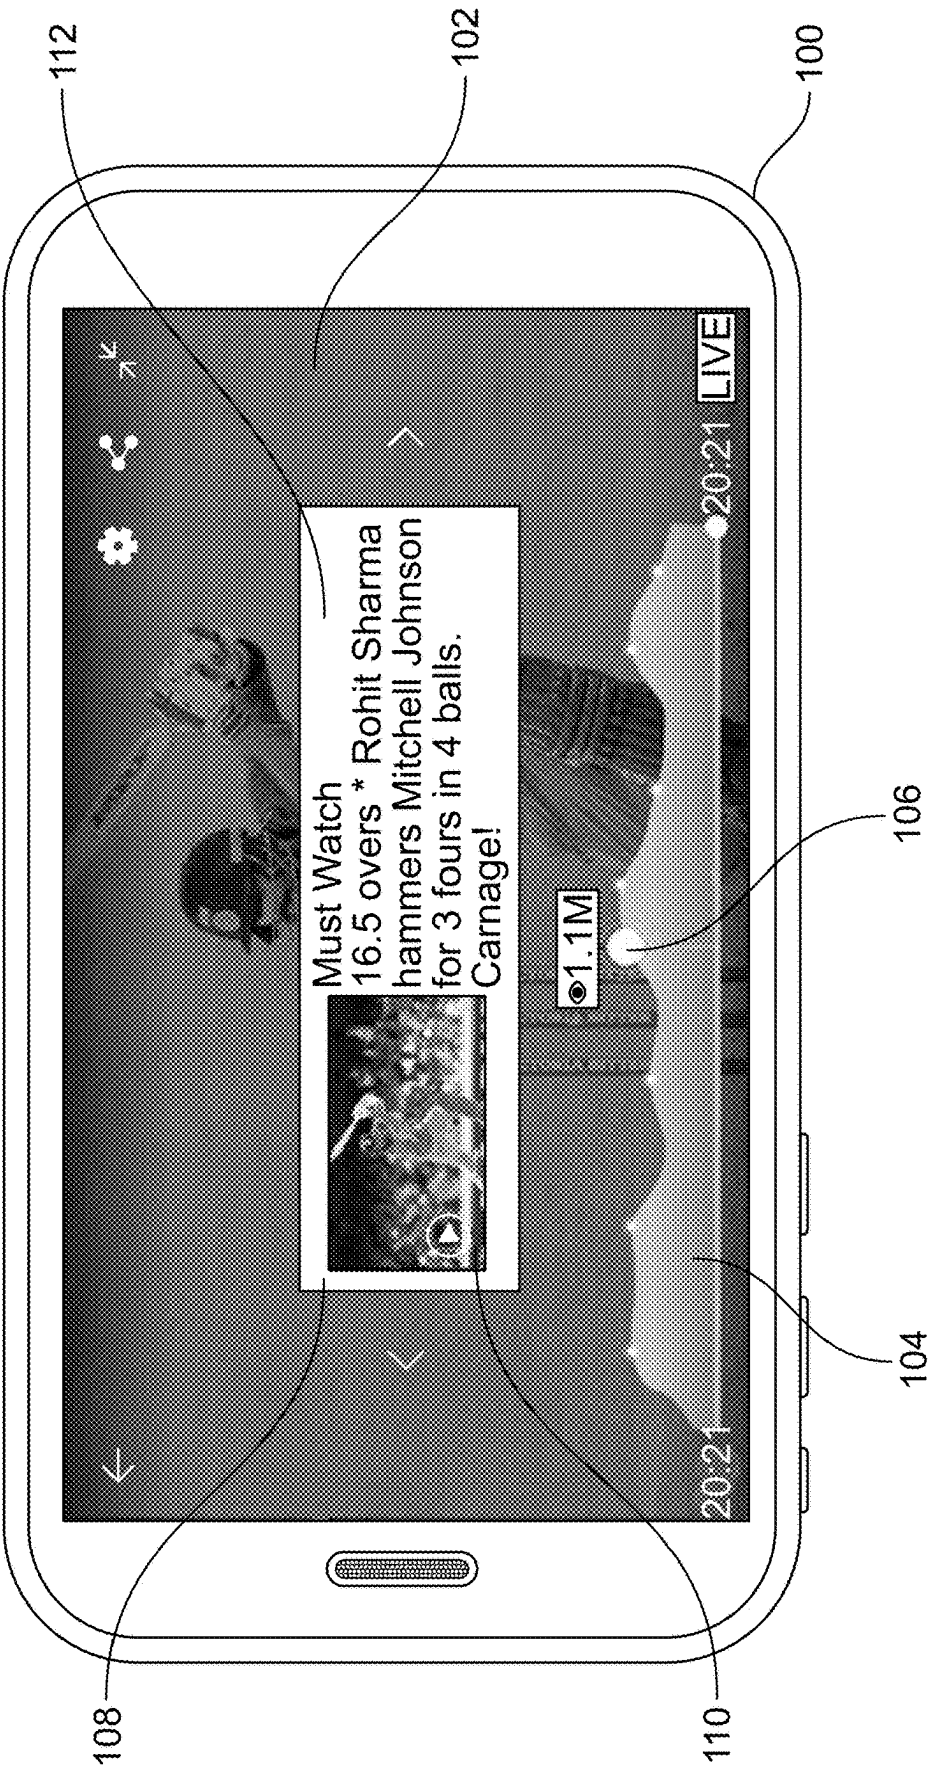 Must Watch
16.5 overs * Rohit Sharma
hammers Mitchell Johnson
for 3 fours in 4 balls.
Carnage!
1.1M
20:21
20:21
LIVE
108
112
102
110
104
106
100